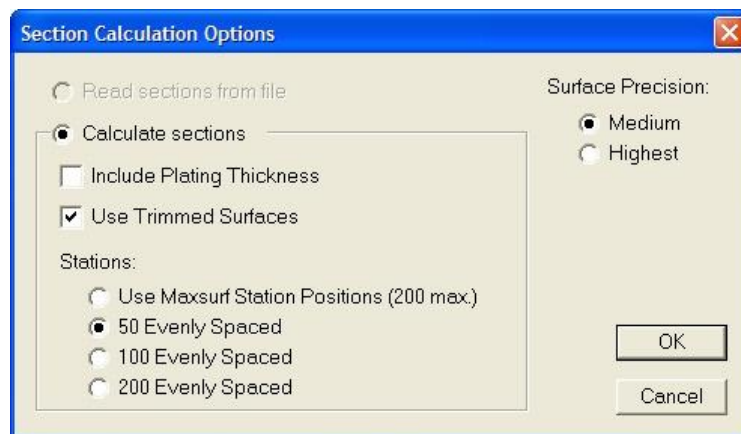 Section Calculation Options
Read sections from file
Calculate sections
Include Plating Thickness
Use Trimmed Surfaces
Stations:
Use Maxsurf Station Positions (200 max.)
50 Evenly Spaced
100 Evenly Spaced
200 Evenly Spaced
Surface Precision:
Medium
Highest
OK
Cancel